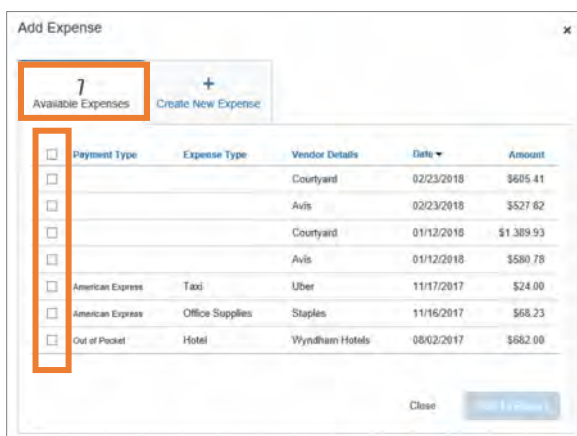 Add Expense
×
7
Available Expenses
+
Create New Expense
Payment Type Expense Type Vendor Details Date Amount
Courtyard 02/23/2018 $605.41
Avis 02/23/2018 $527.82
Courtyard 01/12/2018 $1,389.93
Avis 01/12/2018 $580.78
American Express Taxi Uber 11/17/2017 $24.00
American Express Office Supplies Staples 11/16/2017 $68.23
Out of Pocket Hotel Wyndham Hotels 08/02/2017 $682.00
Close